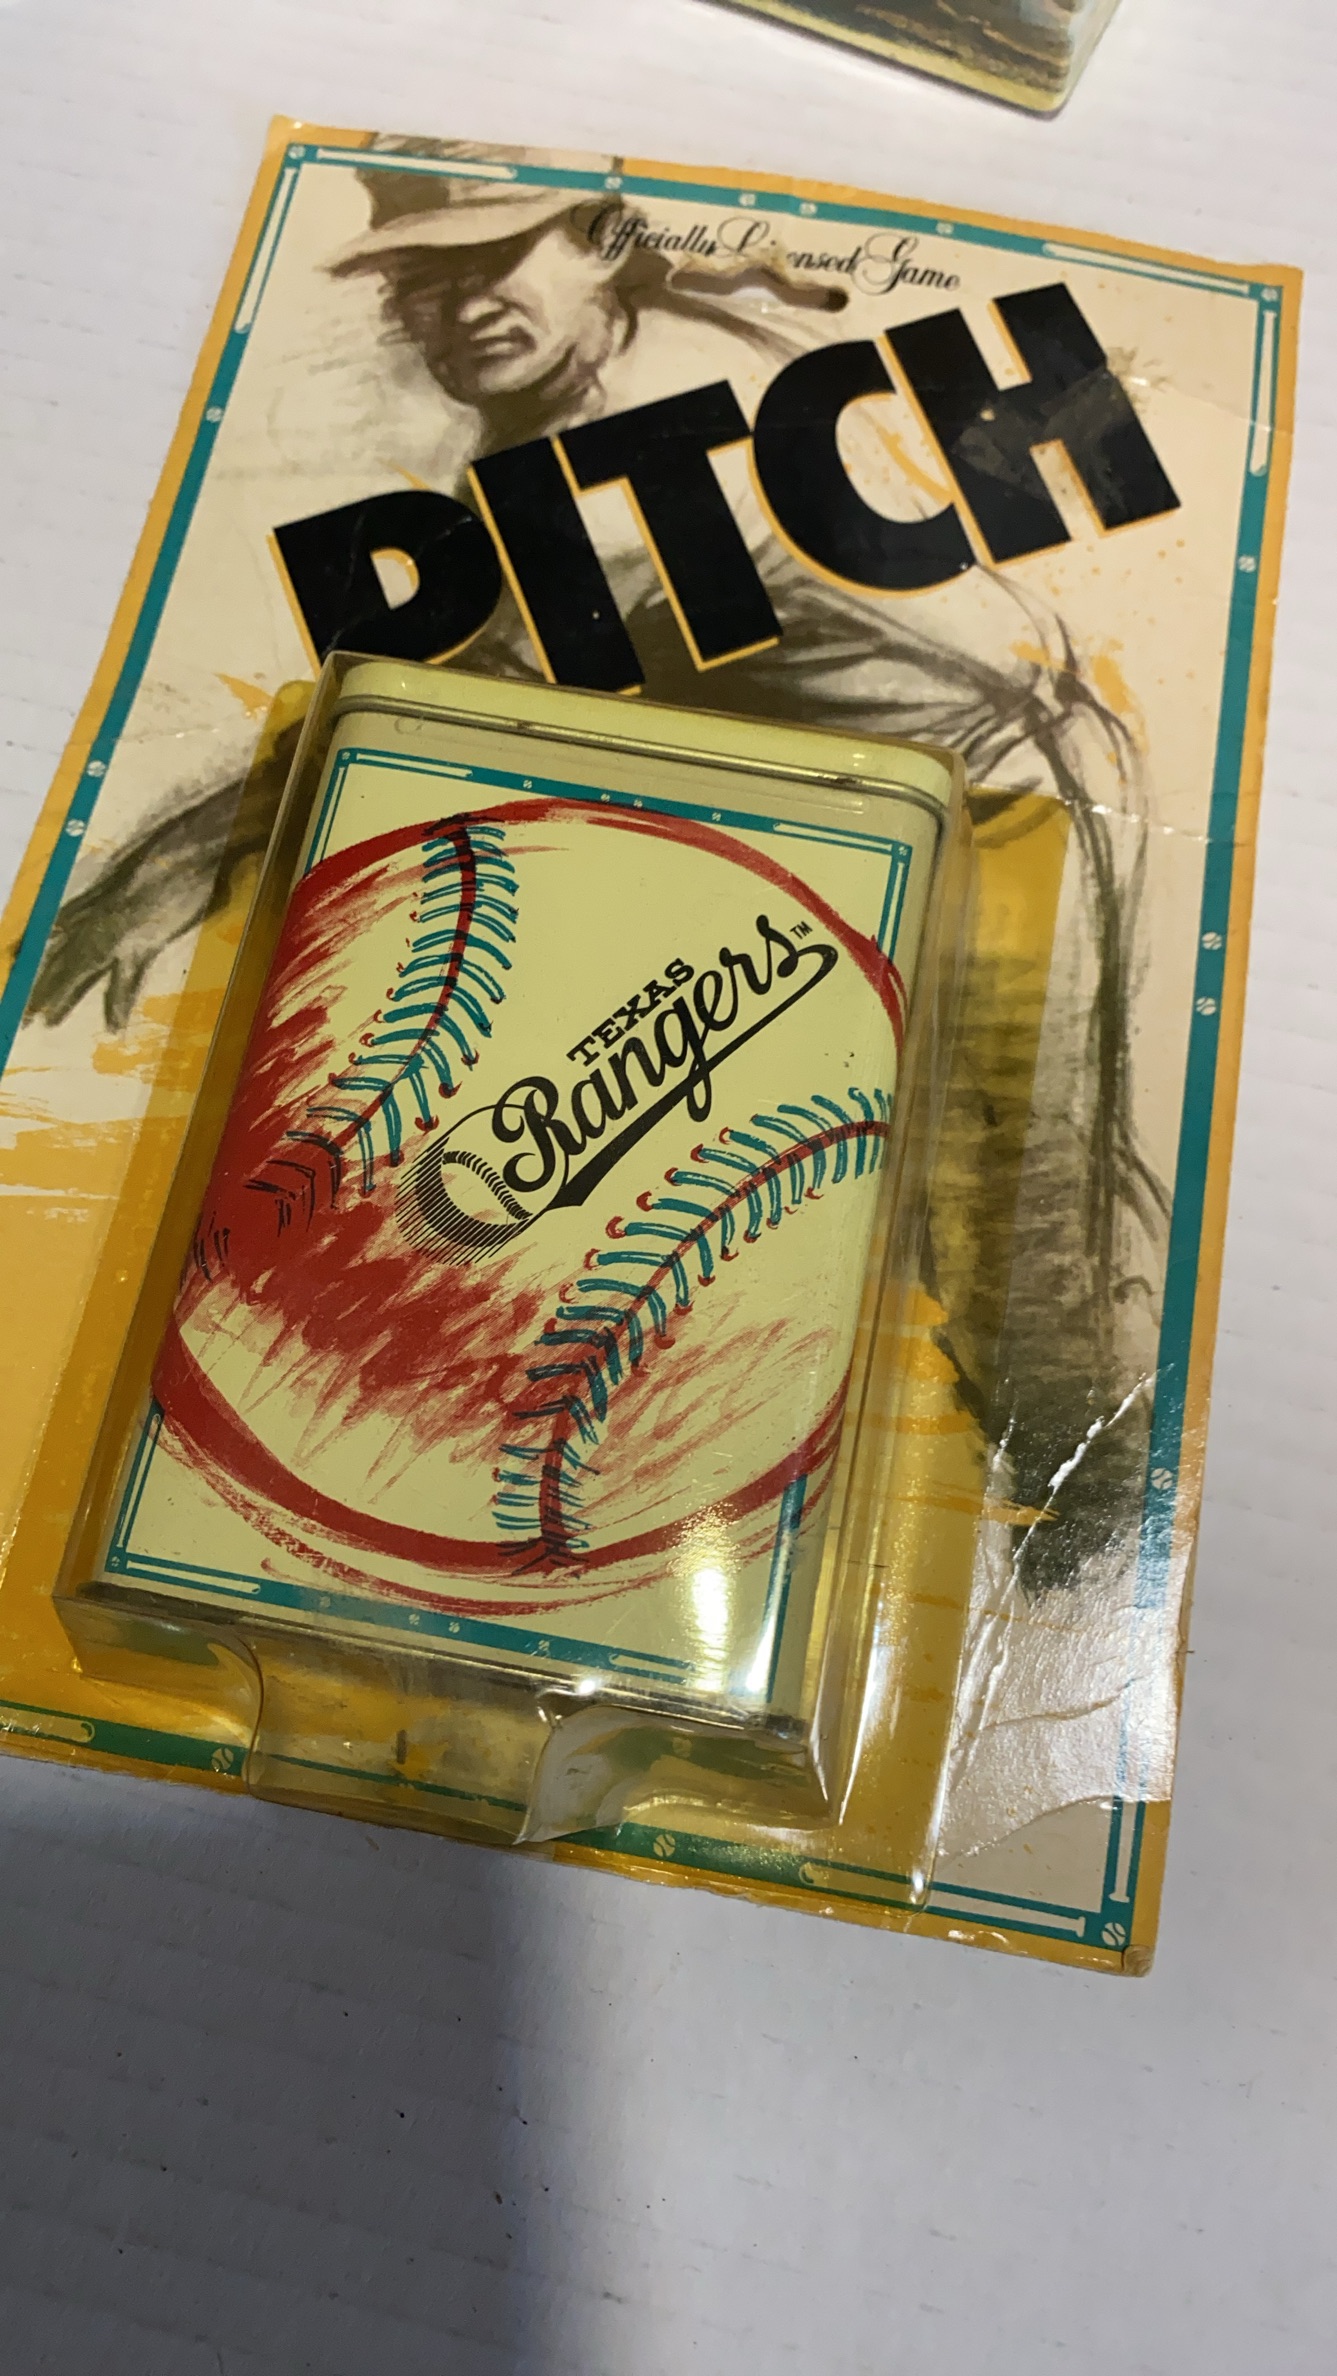 Officially Licensed Game
PITCH
TEXAS
Rangers™